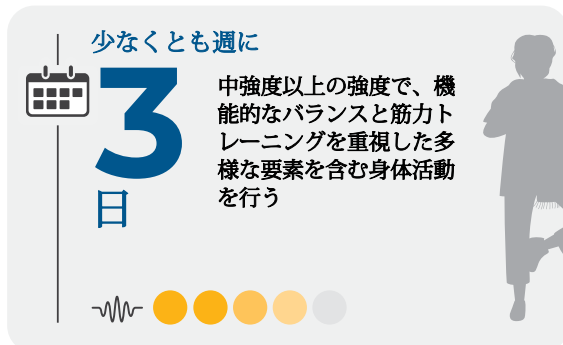 少なくとも週に
3
日
中強度以上の強度で、機
能的なバランスと筋力ト
レーニングを重視した多
様な要素を含む身体活動
を行う